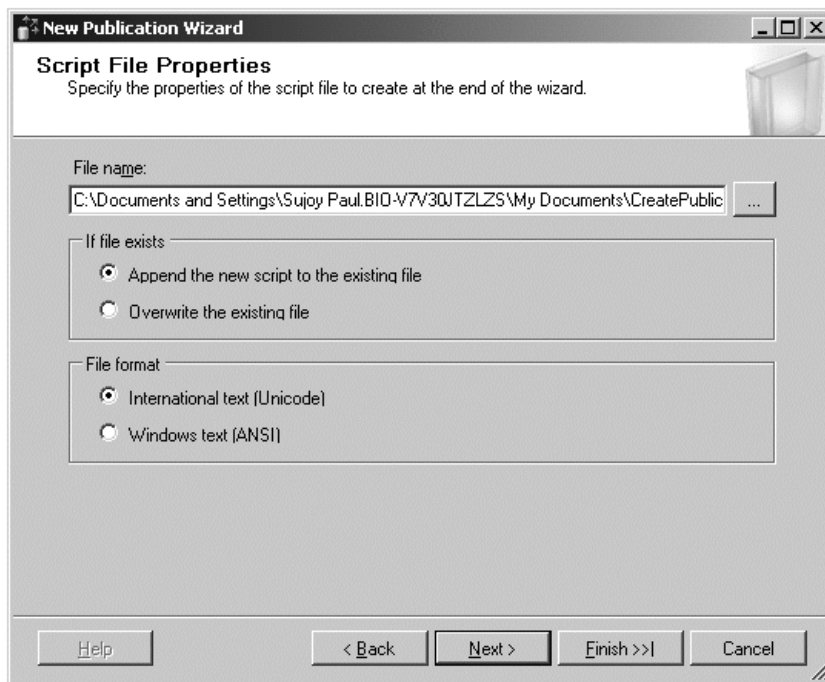 New Publication Wizard
Script File Properties
Specify the properties of the script file to create at the end of the wizard.
File name:
C:\Documents and Settings\Sujoy Paul.BIO-V7V30JTZLZS\My Documents\CreatePublic
...
If file exists
Append the new script to the existing file
Overwrite the existing file
File format
International text (Unicode)
Windows text (ANSI)
Help < Back Next > Finish >>| Cancel